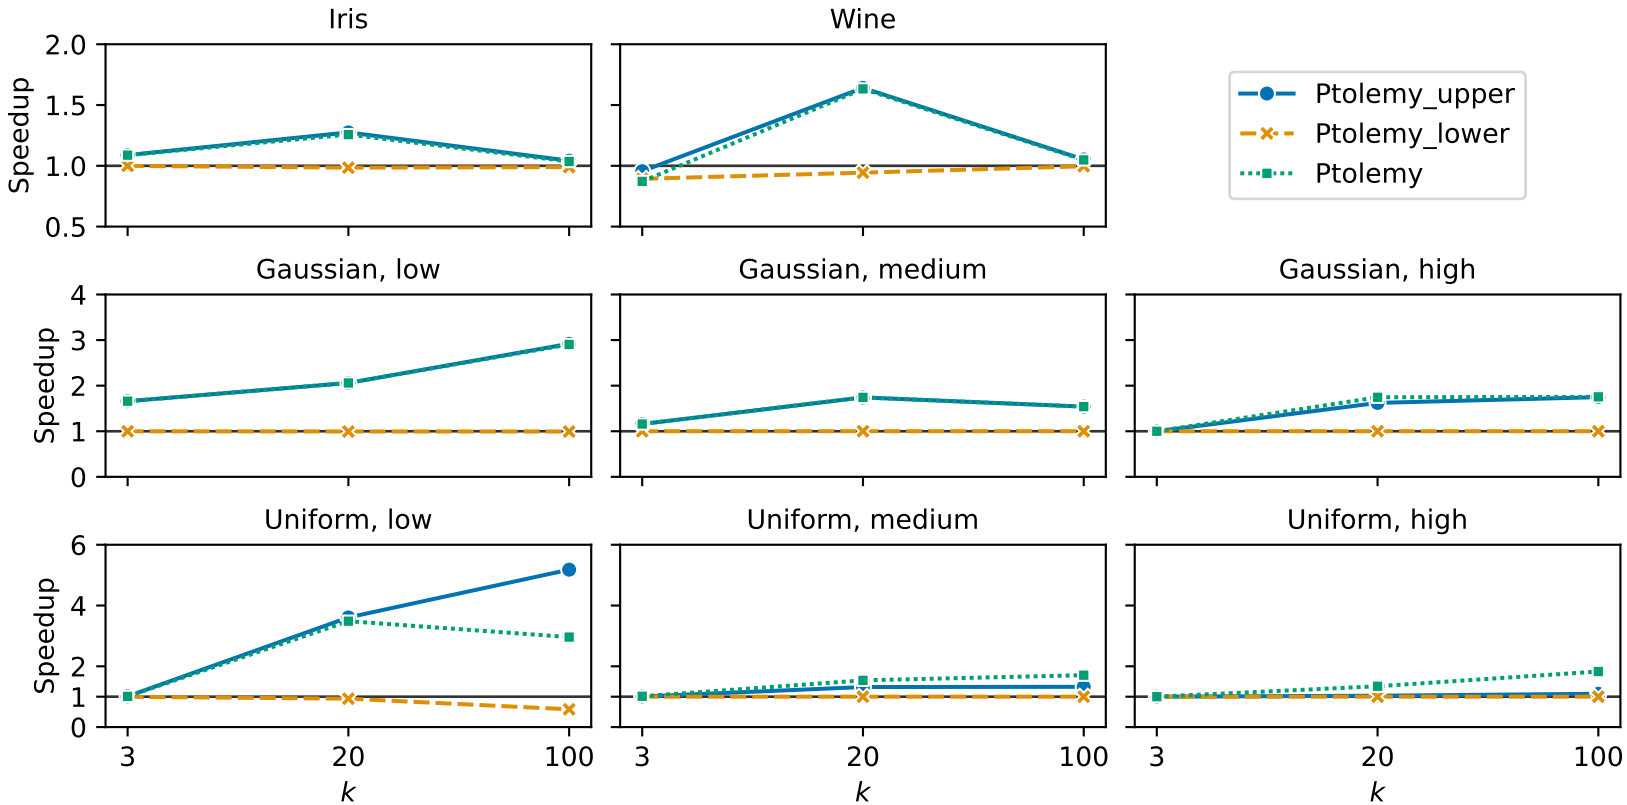 Iris
Wine
2.0
1.5
1.0
0.5
Speedup
Ptolemy_upper
Ptolemy_lower
Ptolemy
Gaussian, low
Gaussian, medium
Gaussian, high
4
3
2
1
0
Speedup
Uniform, low
Uniform, medium
Uniform, high
6
4
2
1
0
Speedup
3 20 100 3 20 100 3 20 100
k k k